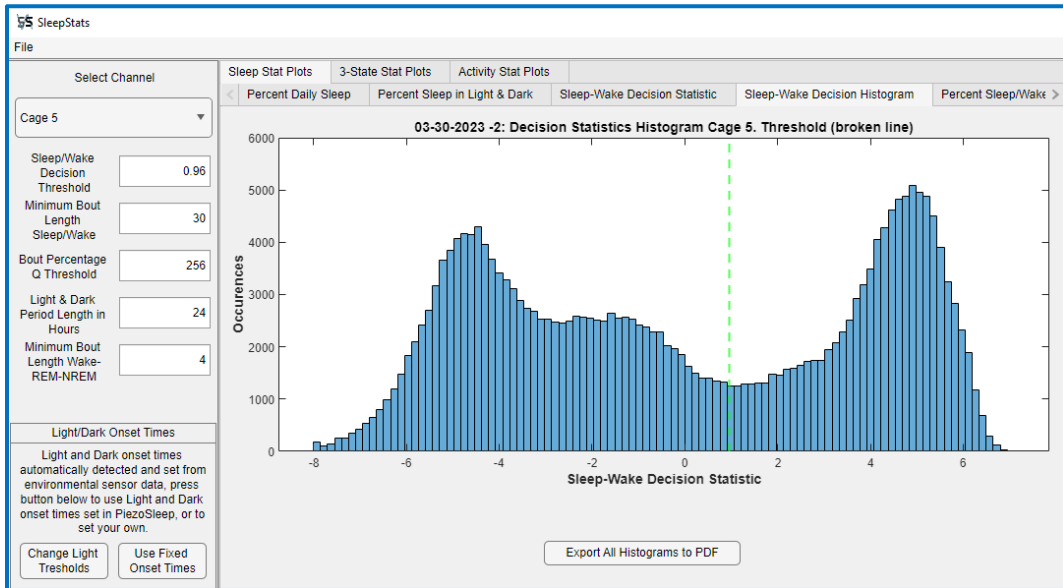 SleepStats
File
Select Channel
Cage 5
Sleep/Wake
Decision
Threshold
0.96
Minimum Bout
Length
Sleep/Wake
30
Bout Percentage
Q Threshold
256
Light & Dark
Period Length in
Hours
24
Minimum Bout
Length Wake-
REM-NREM
4
Light/Dark Onset Times
Light and Dark onset times
automatically detected and set from
environmental sensor data, press
button below to use Light and Dark
onset times set in PiezoSleep, or to
set your own.
Change Light
Tresholds
Use Fixed
Onset Times
Sleep Stat Plots
3-State Stat Plots
Activity Stat Plots
Percent Daily Sleep
Percent Sleep in Light & Dark
Sleep-Wake Decision Statistic
Sleep-Wake Decision Histogram
Percent Sleep/Wake
03-30-2023 -2: Decision Statistics Histogram Cage 5. Threshold (broken line)
6000
5000
4000
3000
2000
1000
0
Occurences
-8 -6 -4 -2 0 2 4 6
Sleep-Wake Decision Statistic
Export All Histograms to PDF